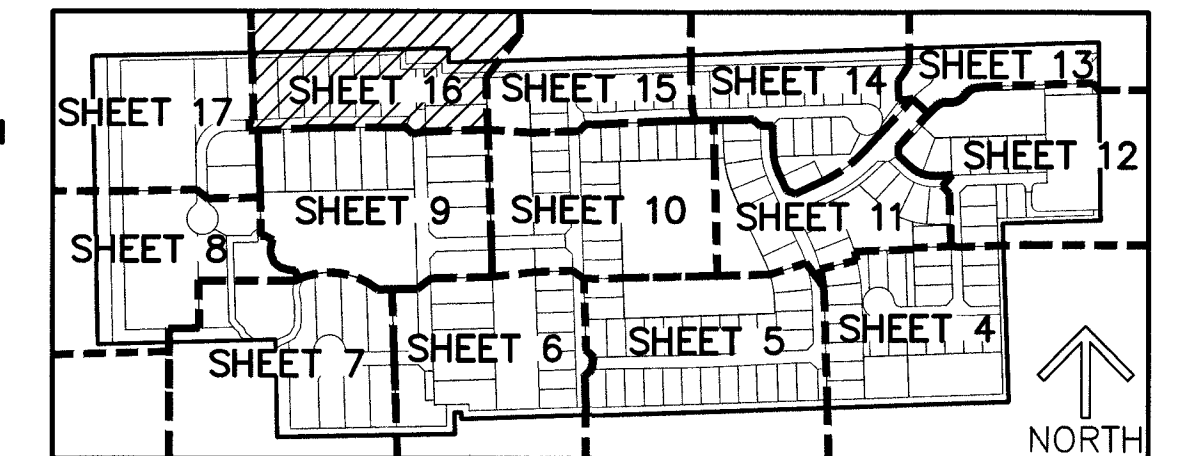 SHEET 13
SHEET 14
SHEET 15
SHEET 16
SHEET 17
SHEET 12
SHEET 11
SHEET 10
SHEET 9
SHEET 8
SHEET 7
SHEET 6
SHEET 5
SHEET 4
NORTH